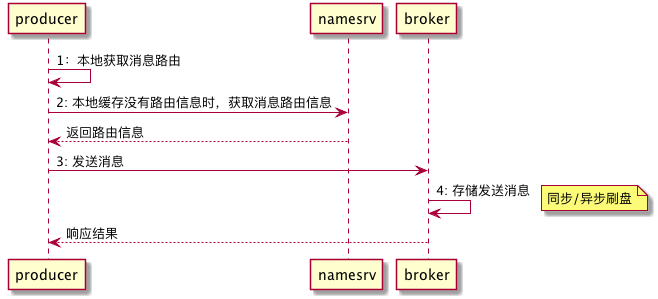 producer
namesrv
broker
1：本地获取消息路由
2: 本地缓存没有路由信息时，获取消息路由信息
返回路由信息
3: 发送消息
4: 存储发送消息
同步/异步刷盘
响应结果
producer
namesrv
broker